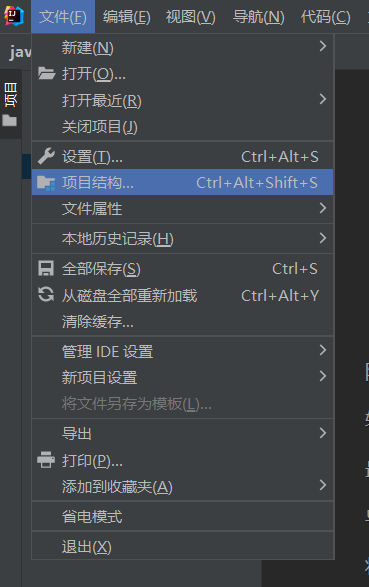 文件(F) 编辑(E) 视图(V) 导航(N) 代码(C)
jav
项目
新建(N)
打开(O)...
打开最近(R)
关闭项目(J)
设置(T)... Ctrl+Alt+S
项目结构... Ctrl+Alt+Shift+S
文件属性
本地历史记录(H)
全部保存(S) Ctrl+S
从磁盘全部重新加载 Ctrl+Alt+Y
清除缓存...
管理 IDE 设置
新项目设置
将文件另存为模板(L)...
导出
打印(P)...
添加到收藏夹(A)
省电模式
退出(X)